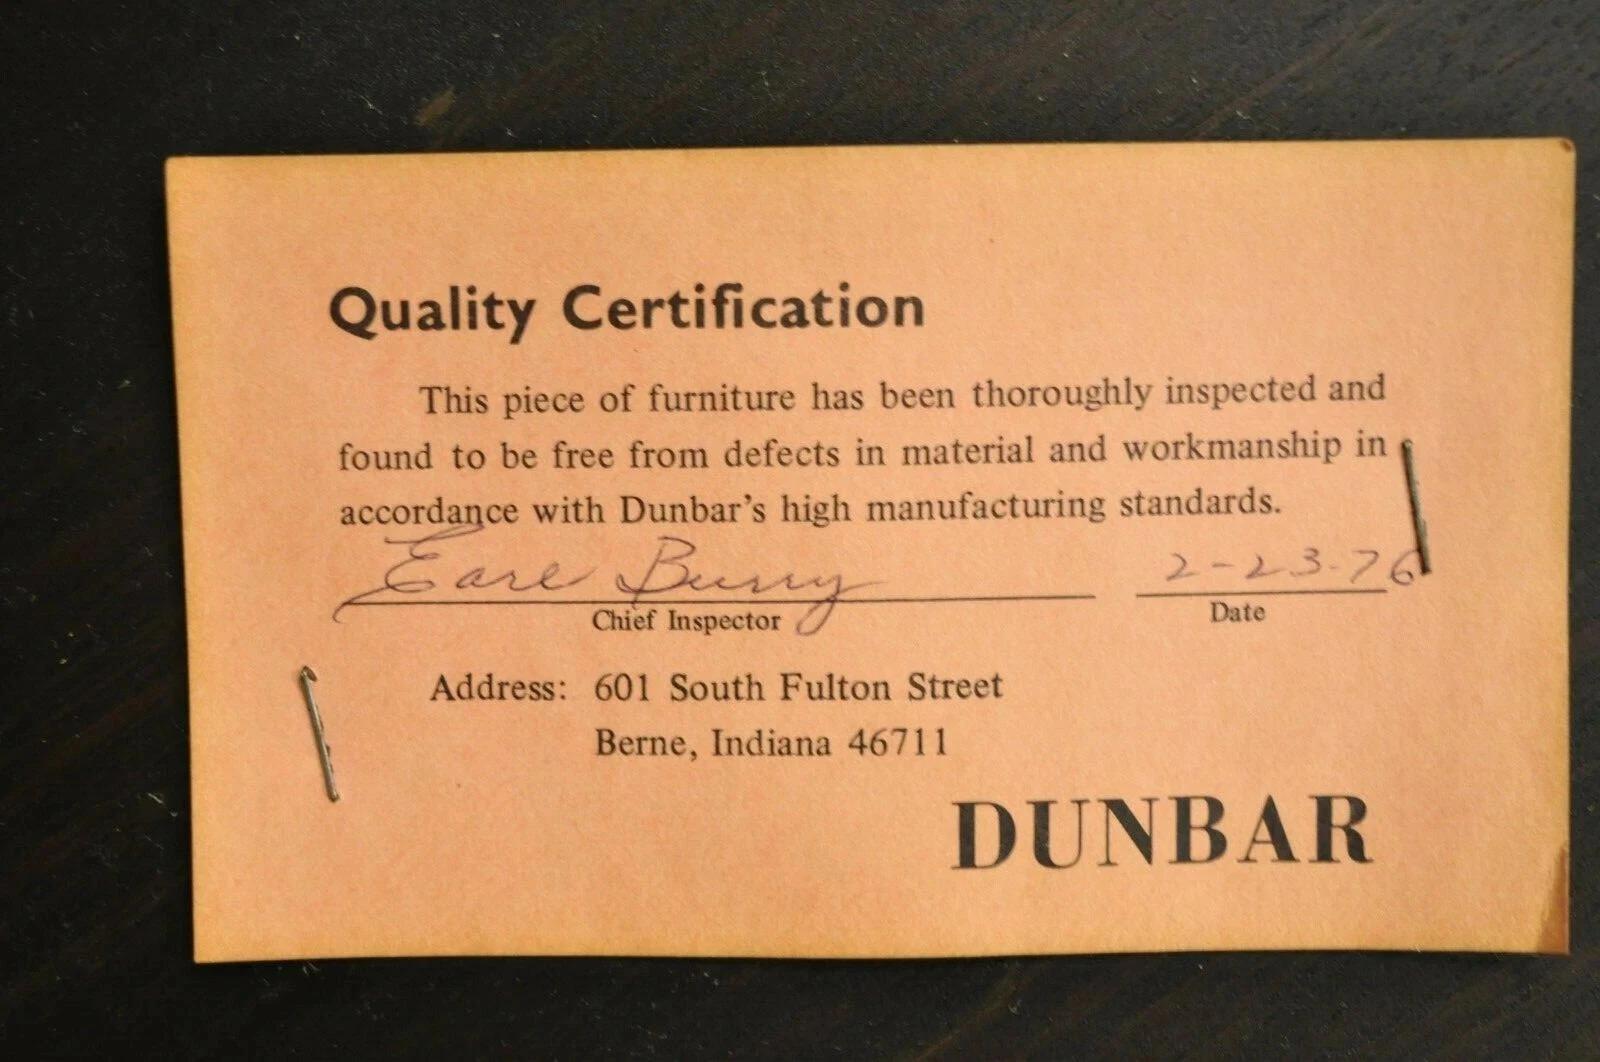 Quality Certification
This piece of furniture has been thoroughly inspected and
found to be free from defects in material and workmanship in
accordance with Dunbar's high manufacturing standards.
Earl Burry 2-23-76
Chief Inspector Date
Address: 601 South Fulton Street
Berne, Indiana 46711
DUNBAR